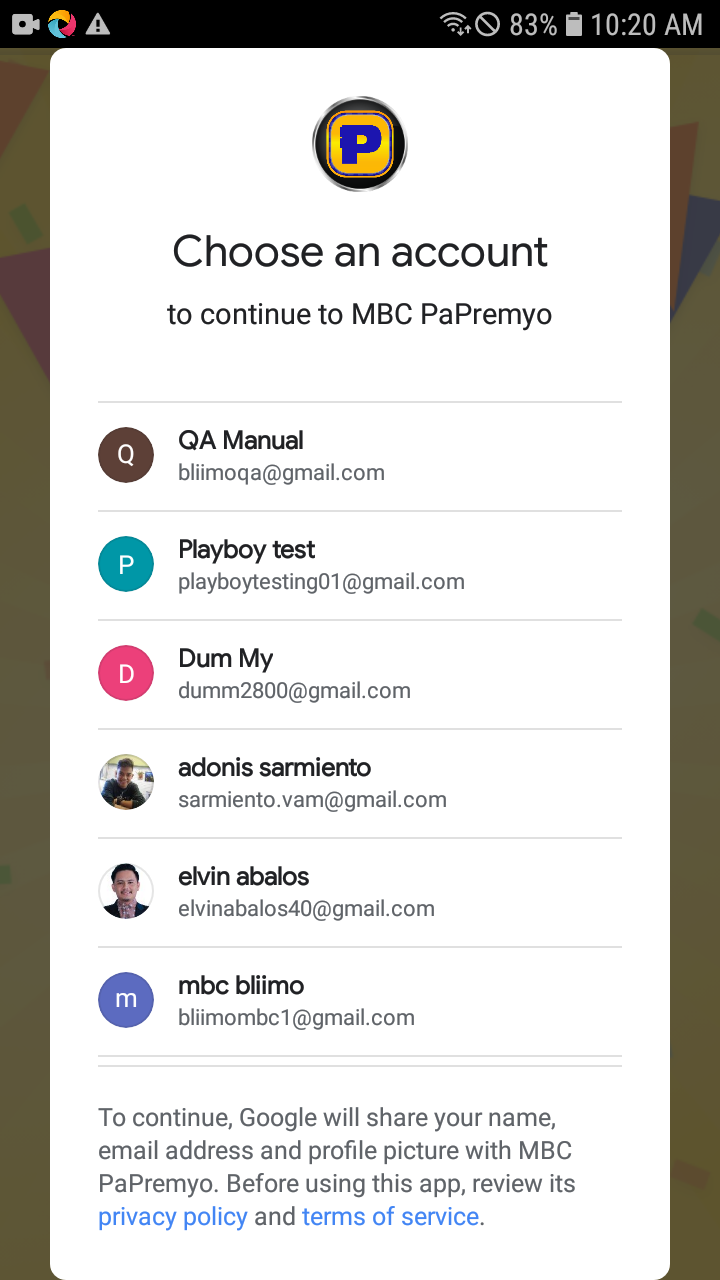 83% 10:20 AM
P
Choose an account
to continue to MBC PaPremyo
Q
QA Manual
bliimoqa@gmail.com
P
Playboy test
playboytesting01@gmail.com
D
Dum My
dumm2800@gmail.com
adonis sarmiento
sarmiento.vam@gmail.com
elvin abalos
elvinabalos40@gmail.com
m
mbc bliimo
bliimombc1@gmail.com
To continue, Google will share your name,
email address and profile picture with MBC
PaPremyo. Before using this app, review its
privacy policy and terms of service.